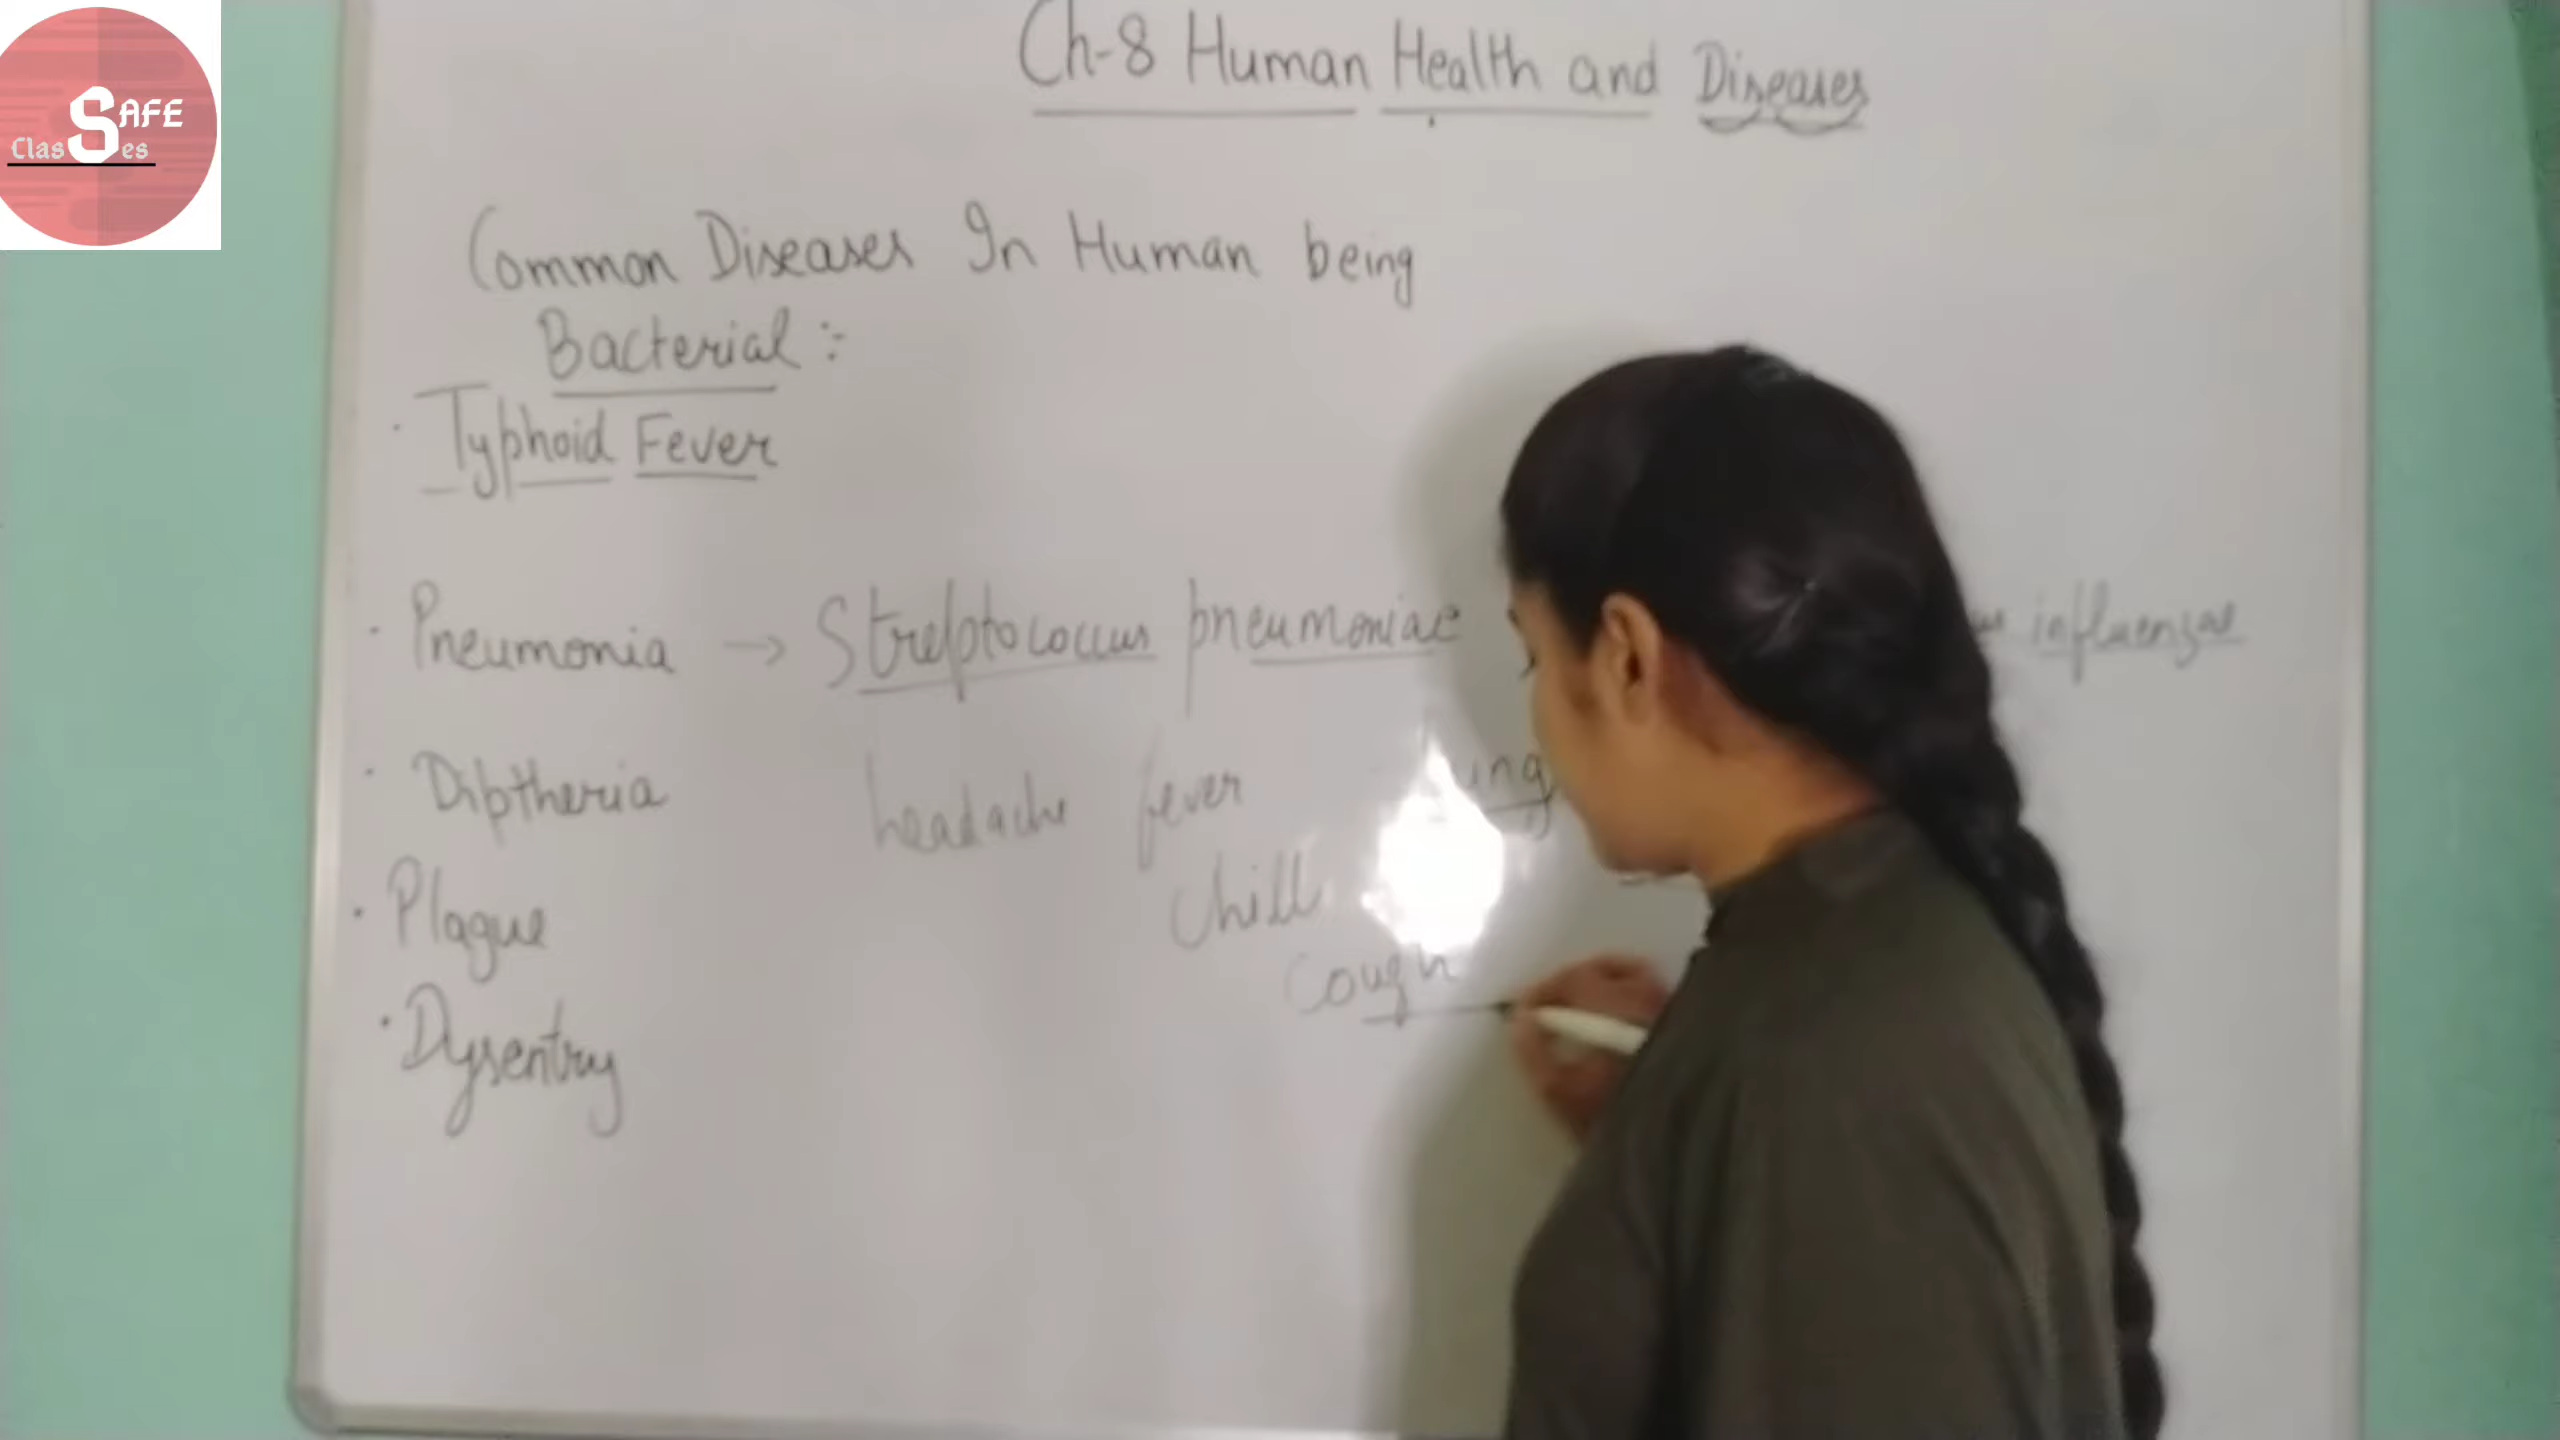 SAFE
Classes
Ch-8 Human Health and Diseases
Common Diseases In Human being
Bacterial :-
· Typhoid Fever
· Pneumonia → Streptococcus pneumoniae influenzae
· Diptheria headache fever
chill
· Plague
cough
· Dysentry